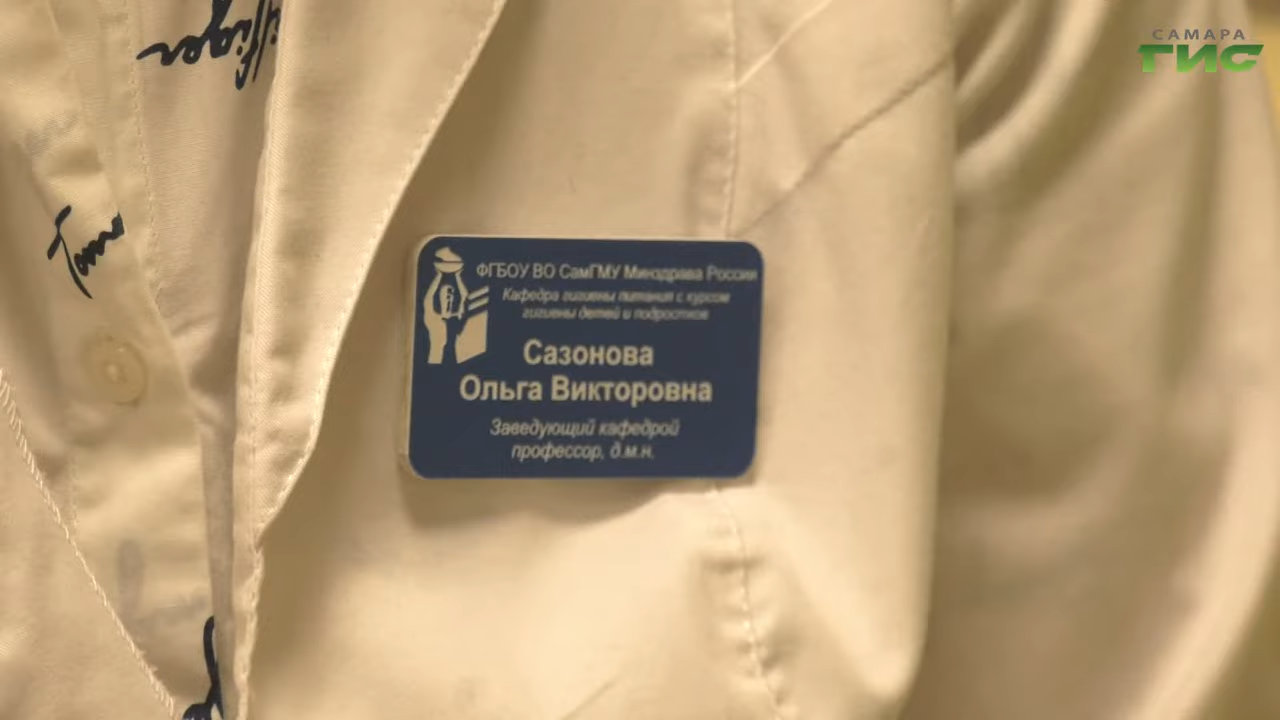 САМАРА
ГИС
ФГБОУ ВО СамГМУ Минздрава России
Кафедра гигиены питания с курсом
гигиены детей и подростков
Сазонова
Ольга Викторовна
Заведующий кафедрой
профессор, д.м.н.